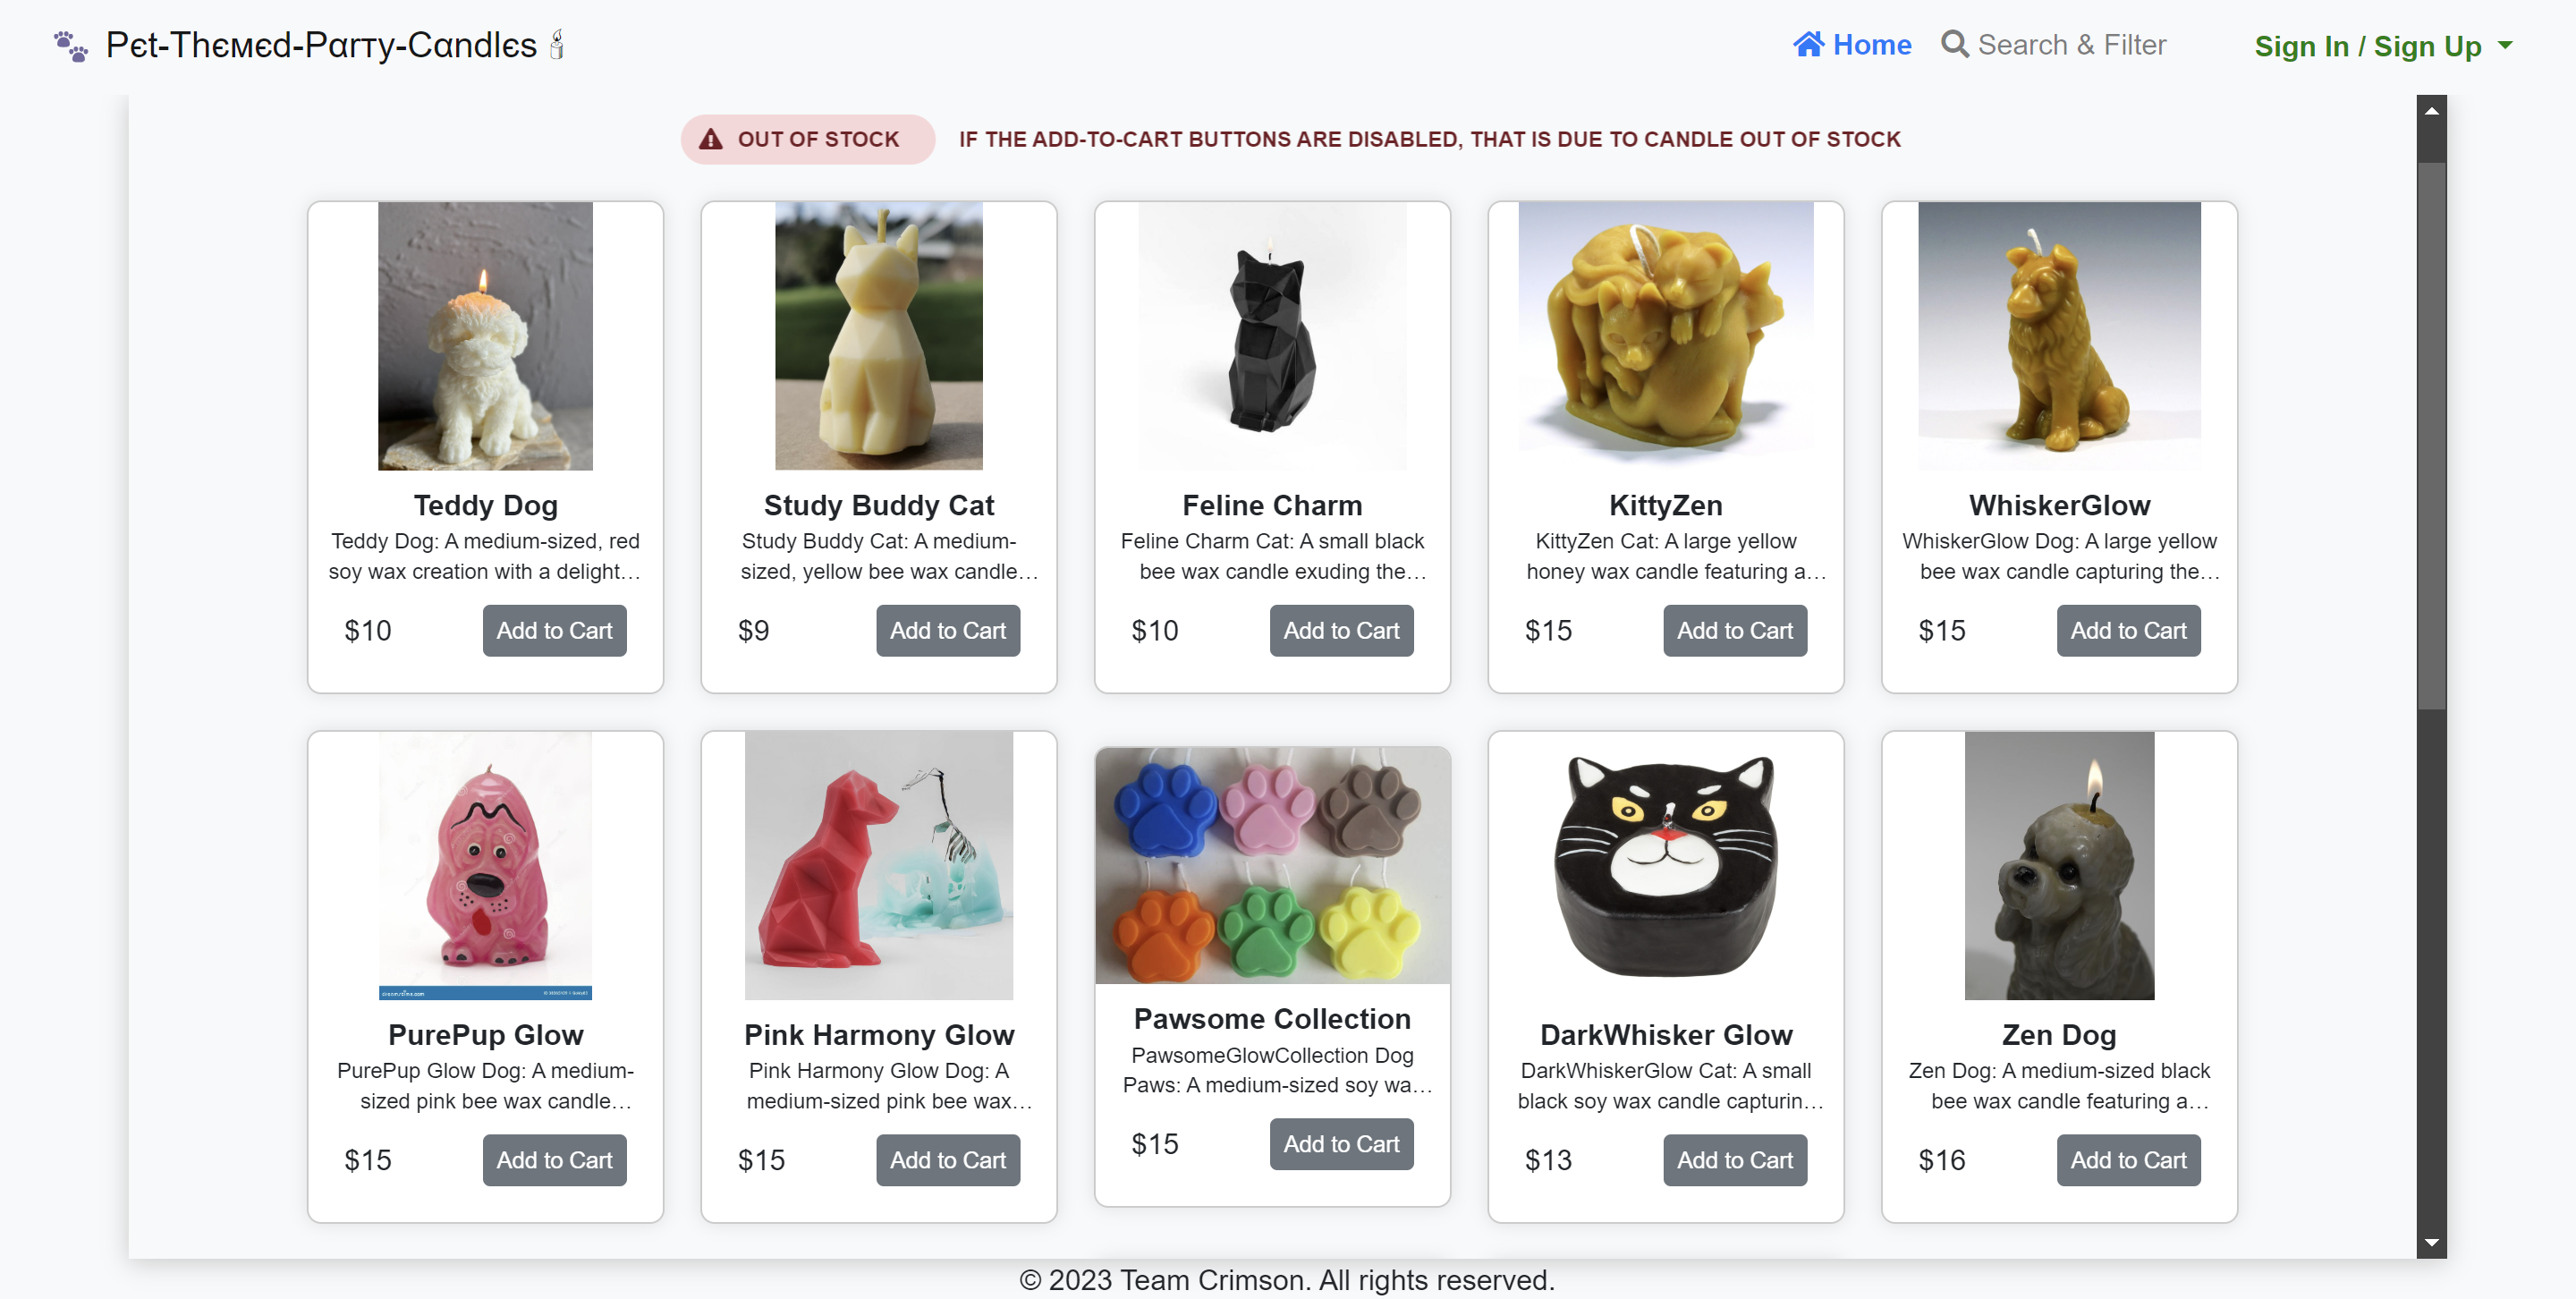 Pєt-Thємєd-Pαrтy-Cαndlєs
Home
Search & Filter
Sign In / Sign Up
OUT OF STOCK
IF THE ADD-TO-CART BUTTONS ARE DISABLED, THAT IS DUE TO CANDLE OUT OF STOCK
Teddy Dog
Teddy Dog: A medium-sized, red
soy wax creation with a delight…
$10
Add to Cart
Study Buddy Cat
Study Buddy Cat: A medium-
sized, yellow bee wax candle…
$9
Add to Cart
Feline Charm
Feline Charm Cat: A small black
bee wax candle exuding the…
$10
Add to Cart
KittyZen
KittyZen Cat: A large yellow
honey wax candle featuring a…
$15
Add to Cart
WhiskerGlow
WhiskerGlow Dog: A large yellow
bee wax candle capturing the…
$15
Add to Cart
PurePup Glow
PurePup Glow Dog: A medium-
sized pink bee wax candle…
$15
Add to Cart
Pink Harmony Glow
Pink Harmony Glow Dog: A
medium-sized pink bee wax…
$15
Add to Cart
Pawsome Collection
PawsomeGlowCollection Dog
Paws: A medium-sized soy wa…
$15
Add to Cart
DarkWhisker Glow
DarkWhiskerGlow Cat: A small
black soy wax candle capturin…
$13
Add to Cart
Zen Dog
Zen Dog: A medium-sized black
bee wax candle featuring a…
$16
Add to Cart
© 2023 Team Crimson. All rights reserved.